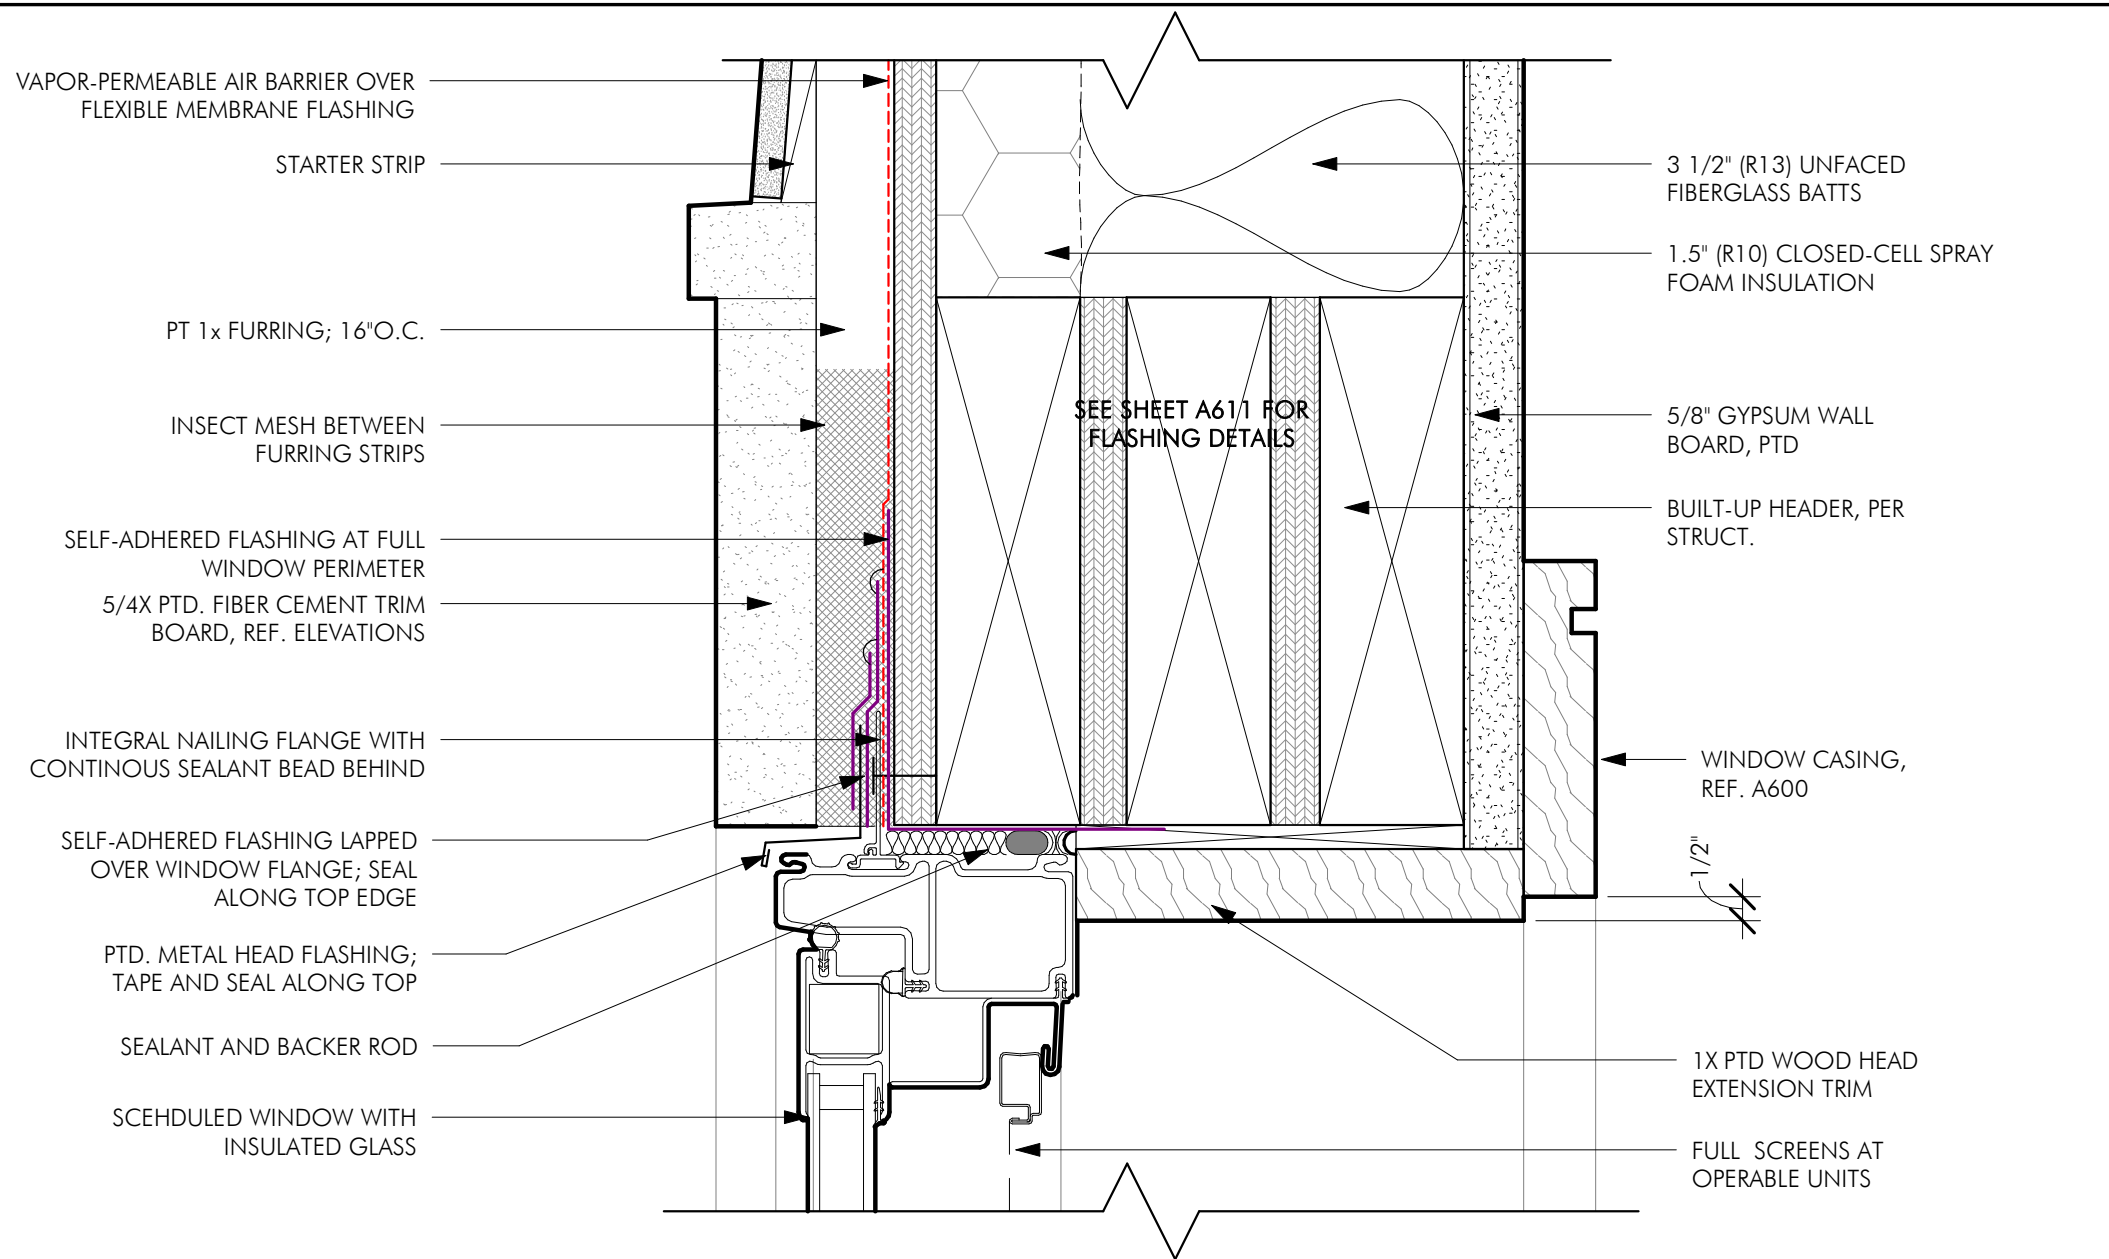 VAPOR-PERMEABLE AIR BARRIER OVER
FLEXIBLE MEMBRANE FLASHING
STARTER STRIP
PT 1x FURRING; 16"O.C.
INSECT MESH BETWEEN
FURRING STRIPS
SELF-ADHERED FLASHING AT FULL
WINDOW PERIMETER
5/4X PTD. FIBER CEMENT TRIM
BOARD, REF. ELEVATIONS
INTEGRAL NAILING FLANGE WITH
CONTINOUS SEALANT BEAD BEHIND
SELF-ADHERED FLASHING LAPPED
OVER WINDOW FLANGE; SEAL
ALONG TOP EDGE
PTD. METAL HEAD FLASHING;
TAPE AND SEAL ALONG TOP
SEALANT AND BACKER ROD
SCEHDULED WINDOW WITH
INSULATED GLASS
SEE SHEET A611 FOR
FLASHING DETAILS
3 1/2" (R13) UNFACED
FIBERGLASS BATTS
1.5" (R10) CLOSED-CELL SPRAY
FOAM INSULATION
5/8" GYPSUM WALL
BOARD, PTD
BUILT-UP HEADER, PER
STRUCT.
WINDOW CASING,
REF. A600
1/2"
1X PTD WOOD HEAD
EXTENSION TRIM
FULL  SCREENS AT
OPERABLE UNITS